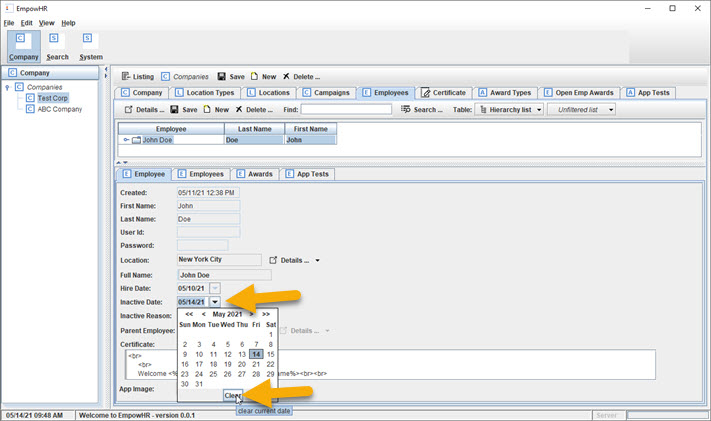 EmpowHR
File Edit View Help
C S S
Company Search System
C Company
C Companies
C Test Corp
C ABC Company
Listing C Companies Save New Delete ...
C Company L Location Types L Locations C Campaigns E Employees Certificate A Award Types E Open Emp Awards A App Tests
Details ... Save New Delete ... Find: Search ... Table: Hierarchy list Unfiltered list
Employee Last Name First Name
John Doe Doe John
E Employee E Employees E Awards E App Tests
Created: 05/11/21 12:38 PM
First Name: John
Last Name: Doe
User Id:
Password:
Location: New York City Details ...
Full Name: John Doe
Hire Date: 05/10/21
Inactive Date: 05/14/21
Inactive Reason:
<< < May 2021 > >>
Sun Mon Tue Wed Thu Fri Sat
1
2 3 4 5 6 7 8
9 10 11 12 13 14 15
16 17 18 19 20 21 22
23 24 25 26 27 28 29
30 31
Clear
clear current date
Parent Employee: Details ...
Certificate:
<br>
<br>
Welcome <% ame%><br><br>
App Image:
05/14/21 09:48 AM Welcome to EmpowHR - version 0.0.1 Server